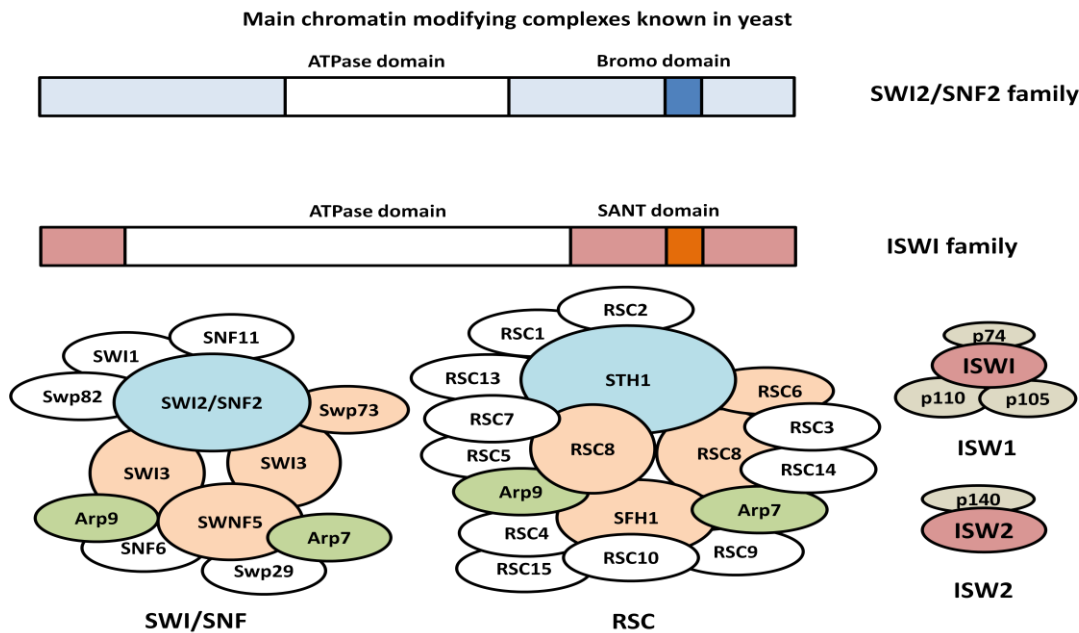 Main chromatin modifying complexes known in yeast
ATPase domain
Bromo domain
SWI2/SNF2 family
ATPase domain
SANT domain
ISWI family
SNF11
SWI1
Swp82
SWI2/SNF2
Swp73
SWI3
SWI3
Arp9
SWNF5
Arp7
SNF6
Swp29
SWI/SNF
RSC2
RSC1
RSC13
STH1
RSC6
RSC7
RSC3
RSC5
RSC8
RSC8
RSC14
Arp9
Arp7
SFH1
RSC4
RSC10
RSC9
RSC15
RSC
p74
ISWI
p110
p105
ISW1
p140
ISW2
ISW2